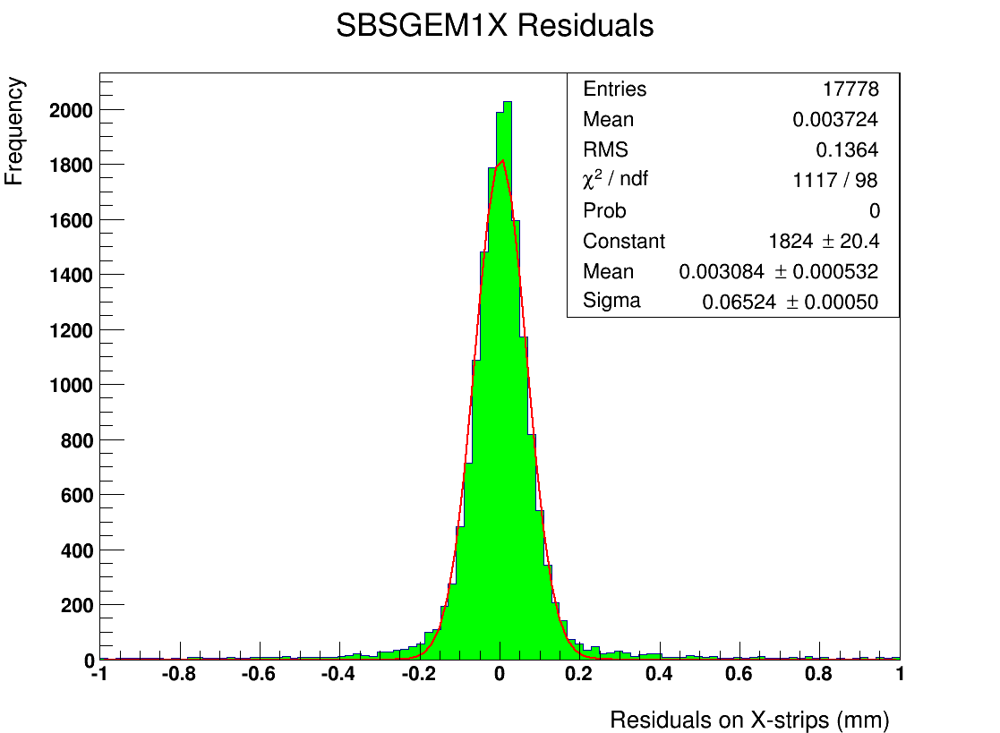 SBSGEM1X Residuals
Frequency
Entries 17778
Mean 0.003724
RMS 0.1364
χ² / ndf 1117 / 98
Prob 0
Constant 1824 ± 20.4
Mean 0.003084 ± 0.000532
Sigma 0.06524 ± 0.00050
2000
1800
1600
1400
1200
1000
800
600
400
200
0
-1 -0.8 -0.6 -0.4 -0.2 0 0.2 0.4 0.6 0.8 1
Residuals on X-strips (mm)